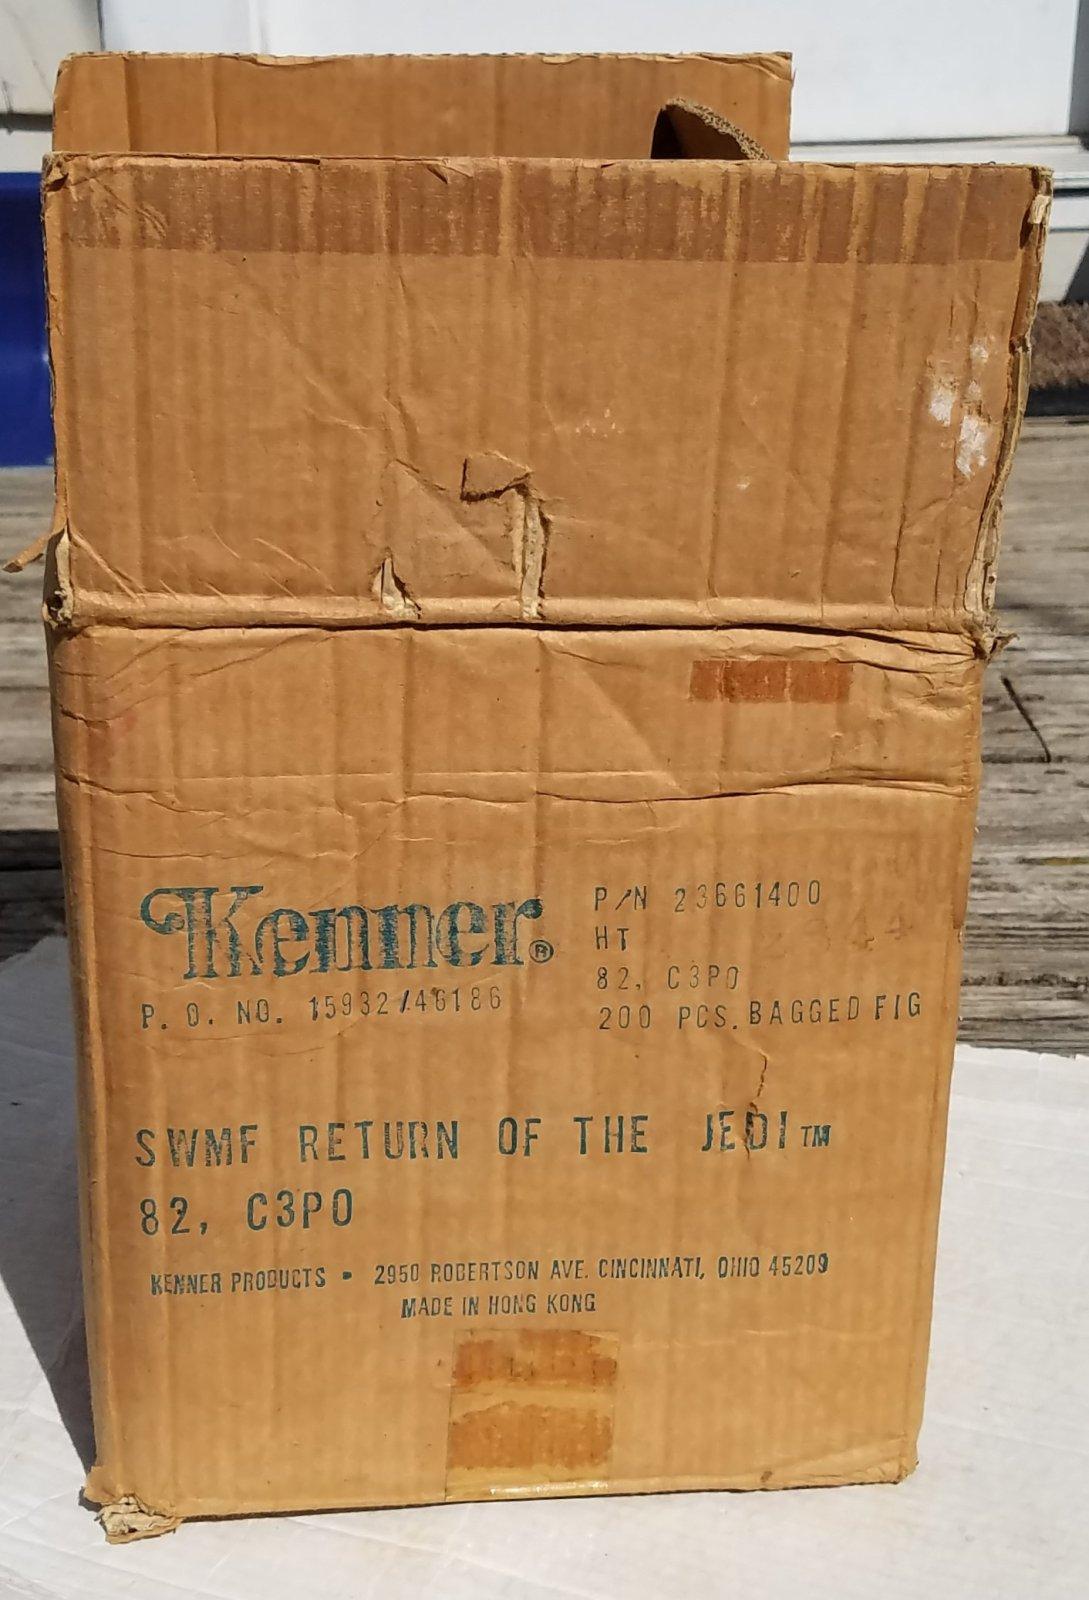 Kenner®
P. O. NO. 15932/46186
P/N 23661400
HT
82, C3PO
200 PCS. BAGGED FIG
SWMF RETURN OF THE JEDI™
82, C3PO
KENNER PRODUCTS • 2950 ROBERTSON AVE. CINCINNATI, OHIO 45209
MADE IN HONG KONG